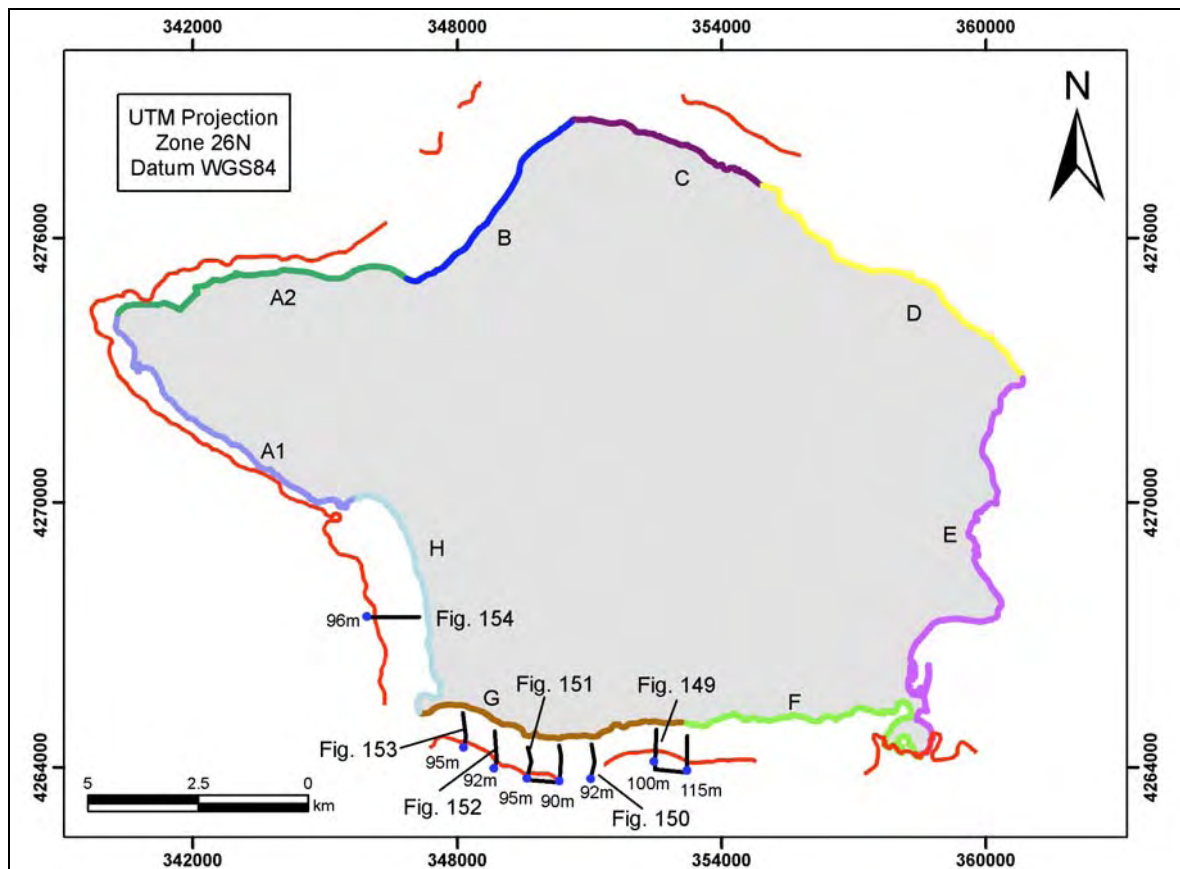 342000 348000 354000 360000
N
UTM Projection
Zone 26N
Datum WGS84
C
B
4276000 4276000
A2
D
A1
4270000 4270000
E
H
96m Fig. 154
Fig. 151
G
Fig. 149
F
Fig. 153
95m
92m
Fig. 152
95m
90m
92m
Fig. 150
100m
115m
4264000 4264000
5 2.5 0
km
342000 348000 354000 360000